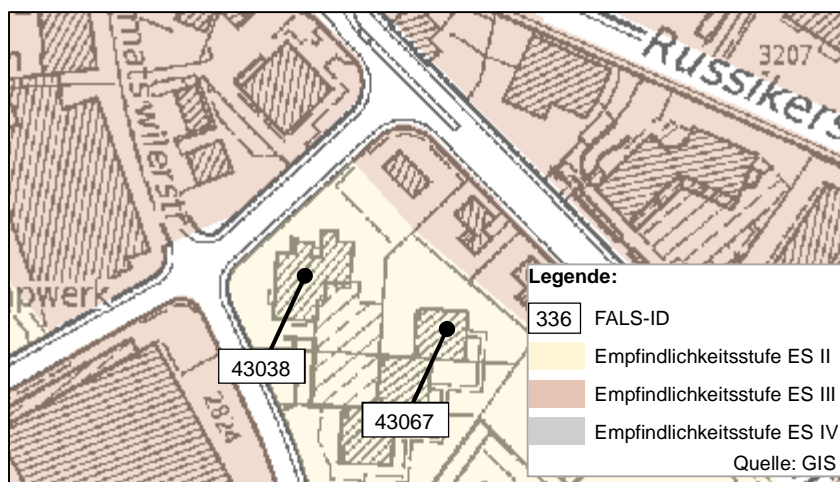 Russikers
3207
matswilerstr
pwerk
2824
43038
43067
Legende:
336 FALS-ID
Empfindlichkeitsstufe ES II
Empfindlichkeitsstufe ES III
Empfindlichkeitsstufe ES IV
Quelle: GIS